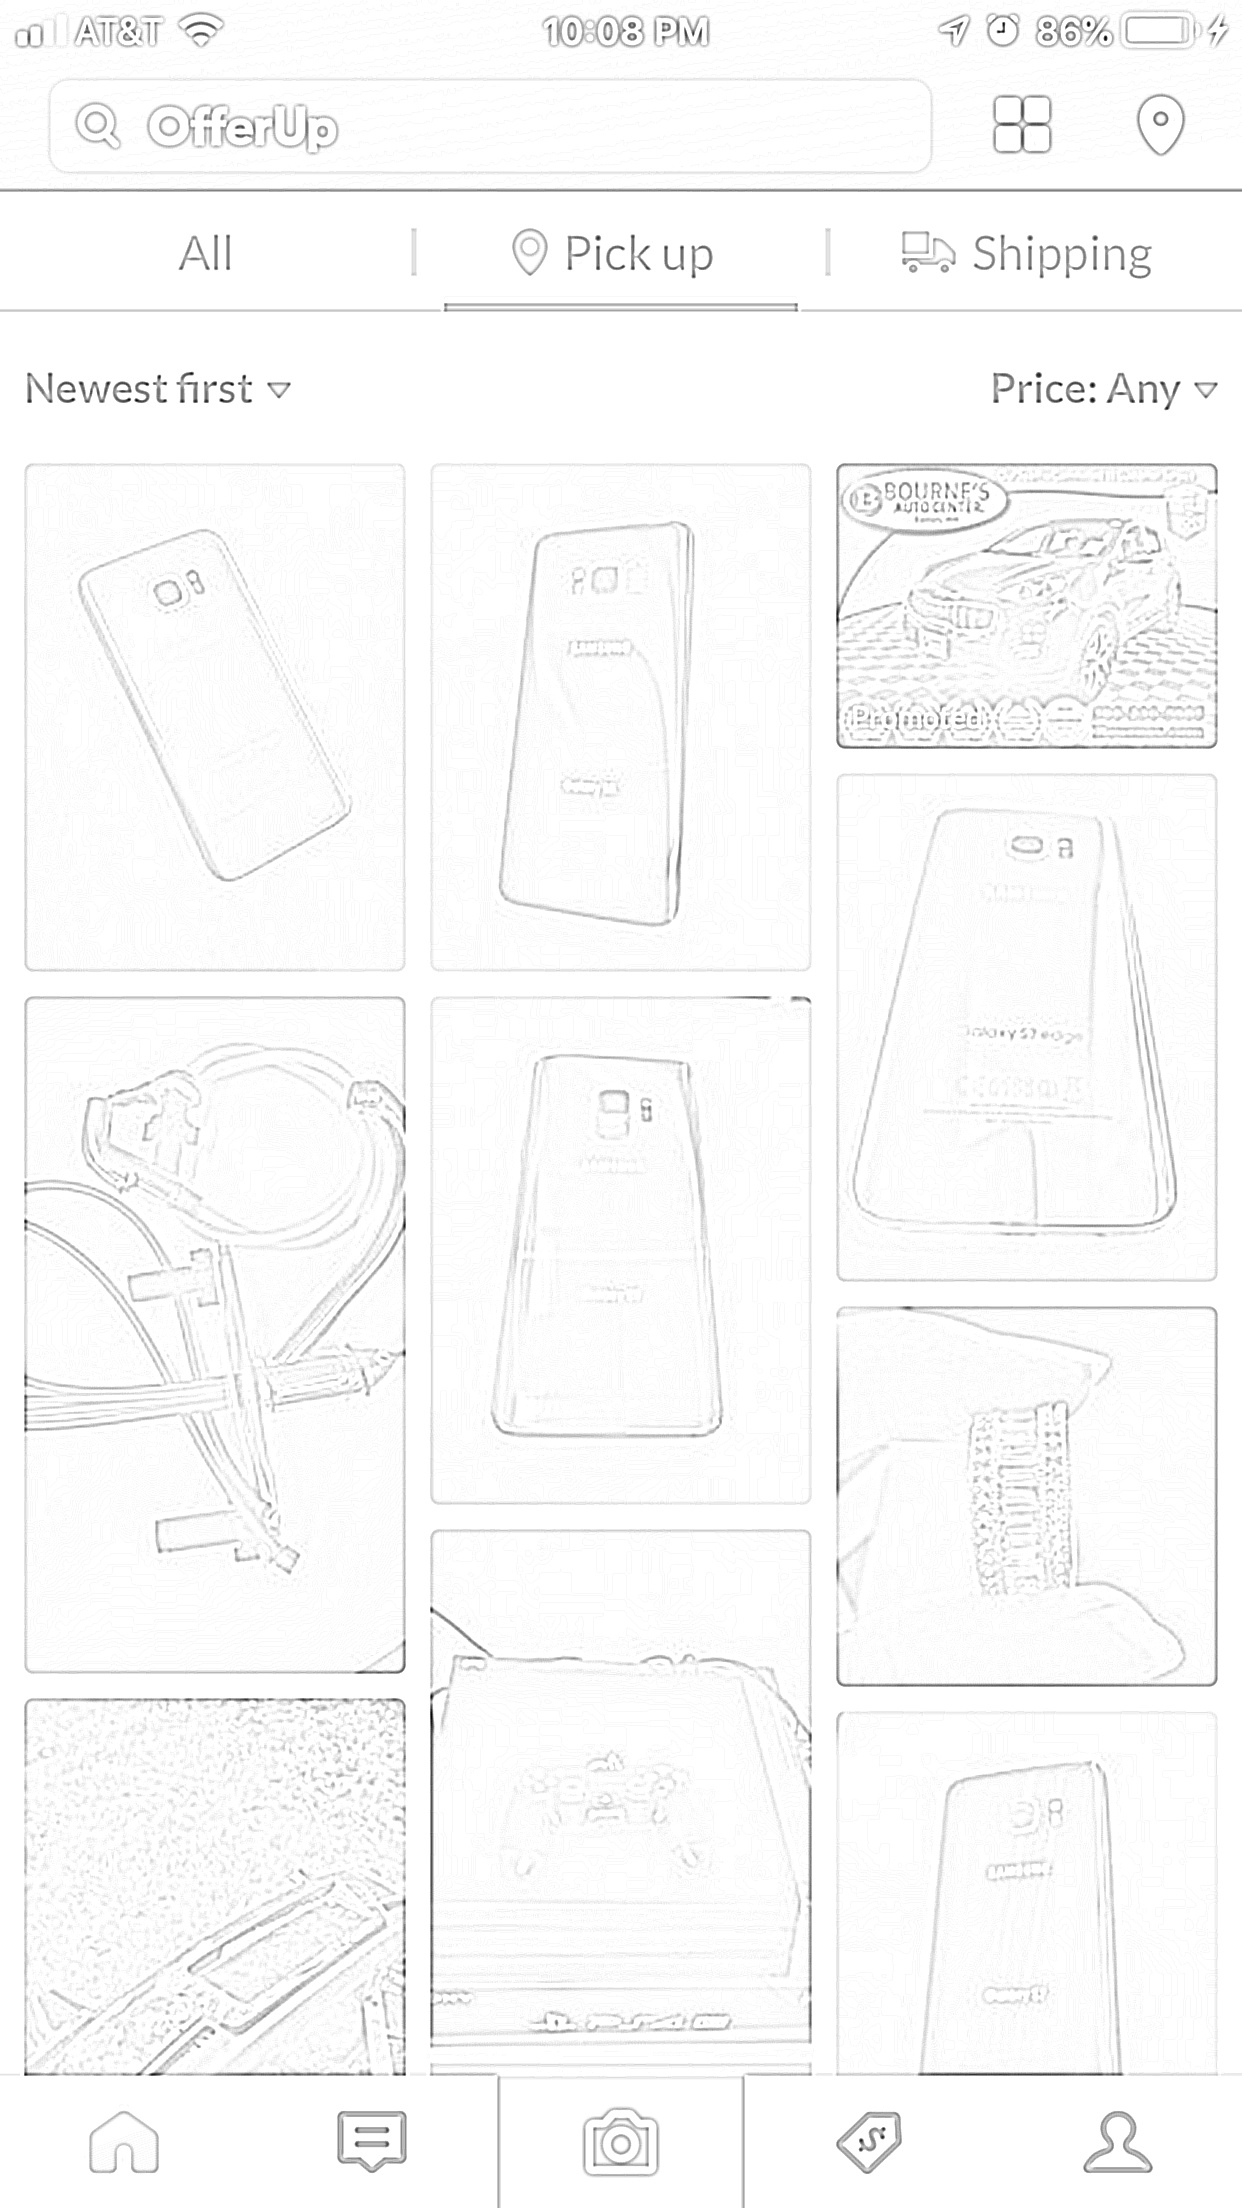 AT&T 10:08 PM 86%
OfferUp
All Pick up Shipping
Newest first Price: Any
BOURNE'S
AUTO CENTER
Promoted
SAMSUNG
SAMSUNG
Galaxy S7 edge
SAMSUNG